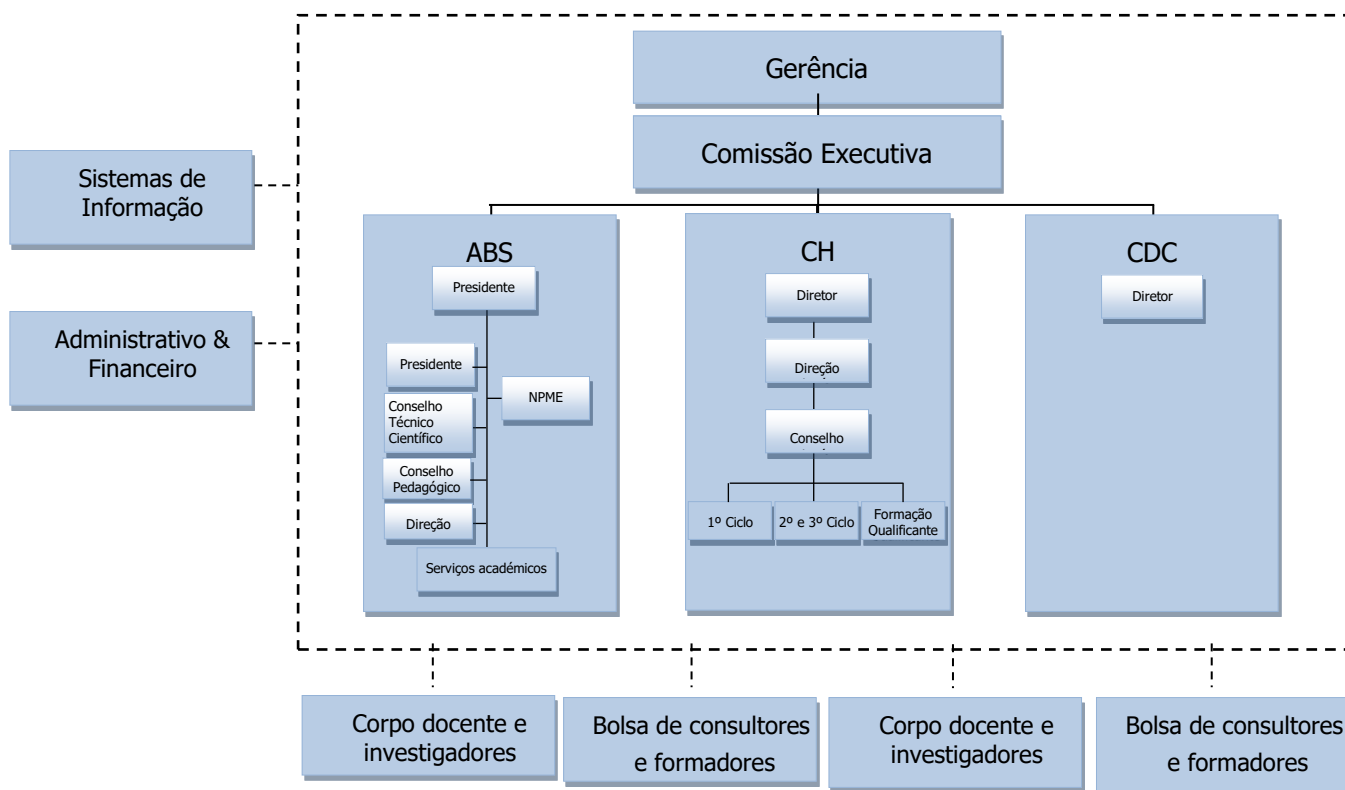 Gerência
Comissão Executiva
Sistemas de
Informação
Administrativo &
Financeiro
ABS
Presidente
Presidente
NPME
Conselho
Técnico
Científico
Conselho
Pedagógico
Direção
Serviços académicos
CH
Diretor
Direção
Conselho
1º Ciclo
2º e 3º Ciclo
Formação
Qualificante
CDC
Diretor
Corpo docente e
investigadores
Bolsa de consultores
e formadores
Corpo docente e
investigadores
Bolsa de consultores
e formadores